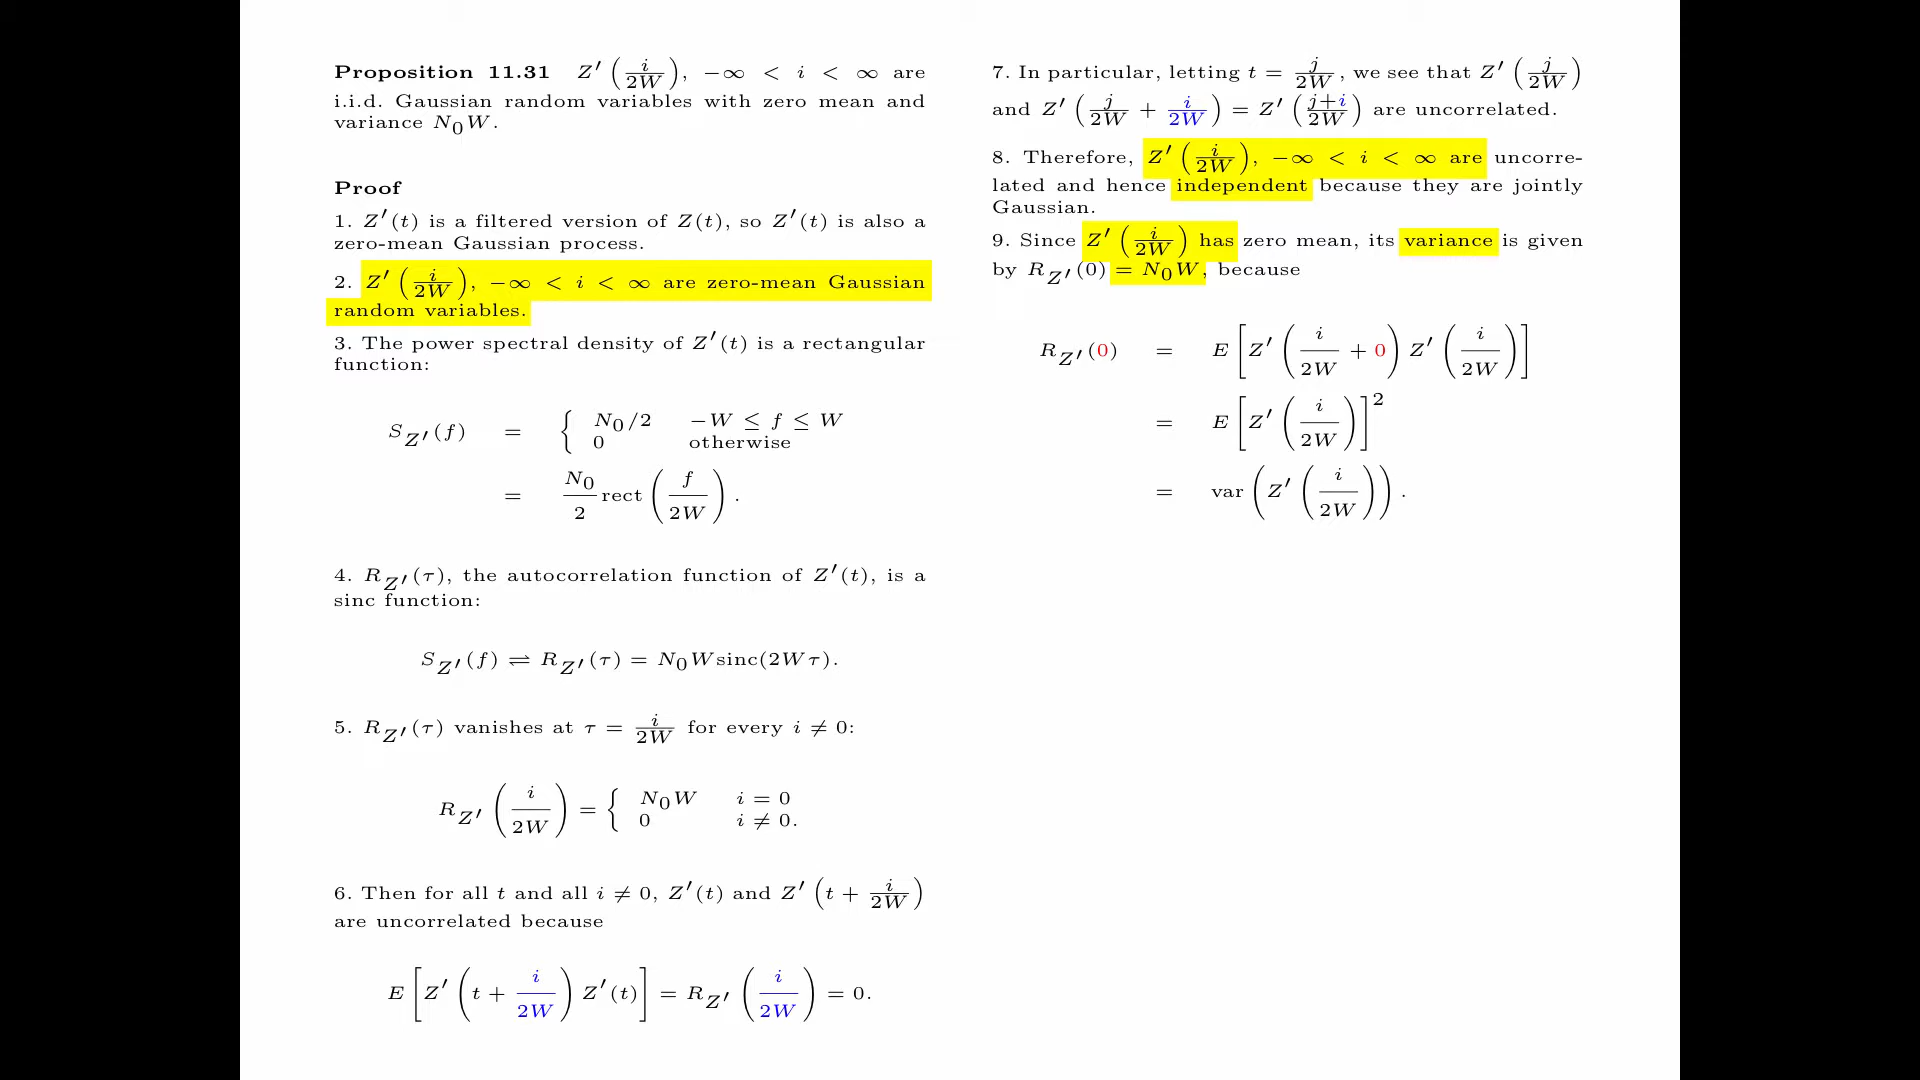 Proposition 11.31 Z′(i/2W), −∞ < i < ∞ are
i.i.d. Gaussian random variables with zero mean and
variance N₀W.
Proof
1. Z′(t) is a filtered version of Z(t), so Z′(t) is also a
zero-mean Gaussian process.
2. Z′(i/2W), −∞ < i < ∞ are zero-mean Gaussian
random variables.
3. The power spectral density of Z′(t) is a rectangular
function:
S_Z′(f) = { N₀/2 −W ≤ f ≤ W
0 otherwise
= N₀/2 rect(f/2W).
4. R_Z′(τ), the autocorrelation function of Z′(t), is a
sinc function:
S_Z′(f) ⇌ R_Z′(τ) = N₀W sinc(2Wτ).
5. R_Z′(τ) vanishes at τ = i/2W for every i ≠ 0:
R_Z′(i/2W) = { N₀W i = 0
0 i ≠ 0.
6. Then for all t and all i ≠ 0, Z′(t) and Z′(t + i/2W)
are uncorrelated because
E[Z′(t + i/2W) Z′(t)] = R_Z′(i/2W) = 0.
7. In particular, letting t = j/2W, we see that Z′(j/2W)
and Z′(j/2W + i/2W) = Z′(j+i/2W) are uncorrelated.
8. Therefore, Z′(i/2W), −∞ < i < ∞ are uncorre-
lated and hence independent because they are jointly
Gaussian.
9. Since Z′(i/2W) has zero mean, its variance is given
by R_Z′(0) = N₀W, because
R_Z′(0) = E[Z′(i/2W + 0) Z′(i/2W)]
= E[Z′(i/2W)]²
= var(Z′(i/2W)).